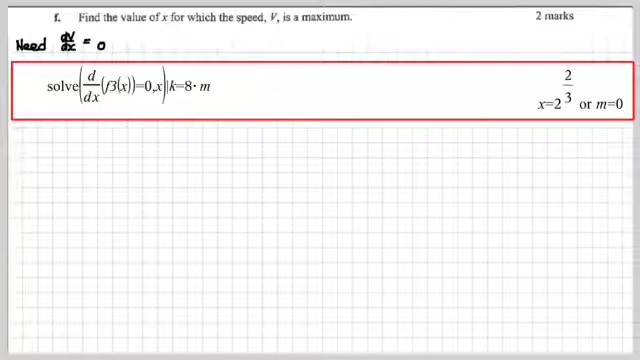 f. Find the value of x for which the speed, V, is a maximum. 2 marks
Need dV/dx = 0
solve(d/dx(f3(x))=0,x)|k=8·m x=2^(2/3) or m=0